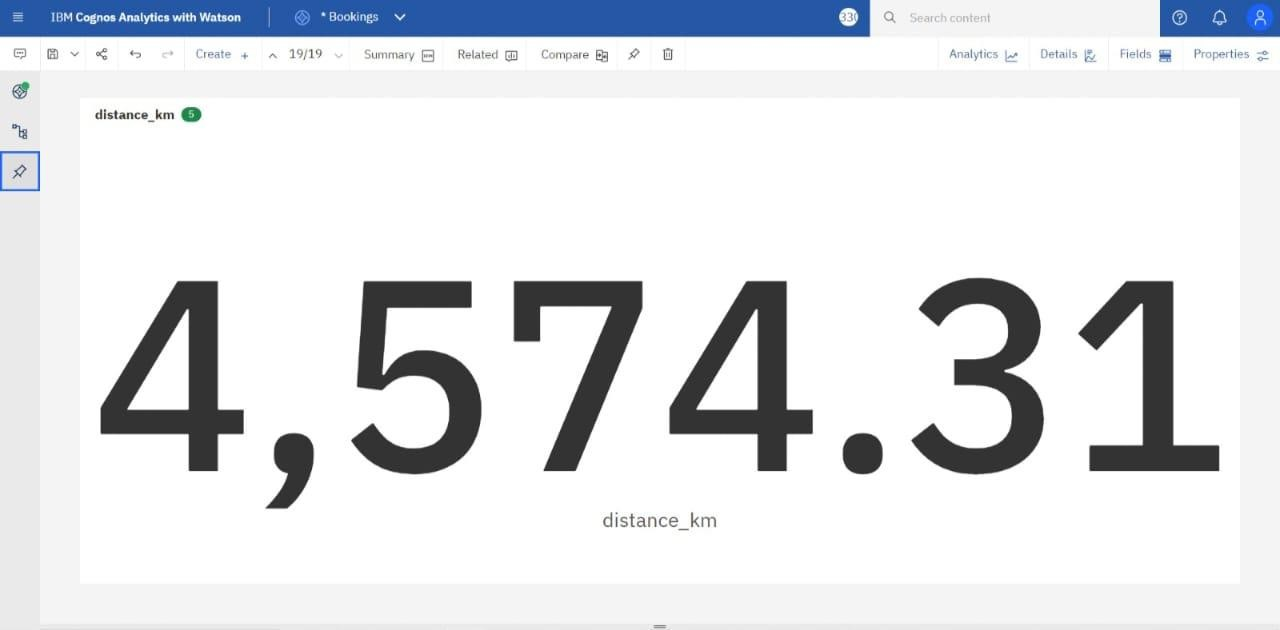 IBM Cognos Analytics with Watson
* Bookings
330
Search content
Create +
19/19
Summary
Related
Compare
Analytics
Details
Fields
Properties
distance_km 5
4,574.31
distance_km